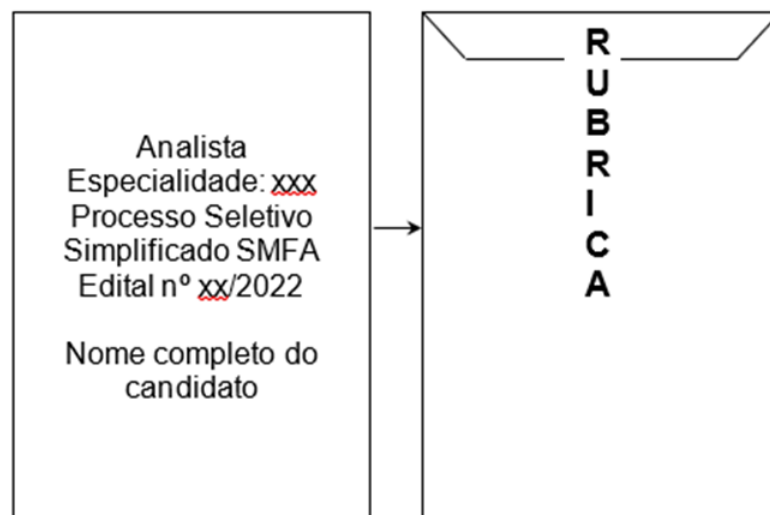 Analista
Especialidade: xxx
Processo Seletivo
Simplificado SMFA
Edital nº xx/2022
Nome completo do
candidato
R
U
B
R
I
C
A